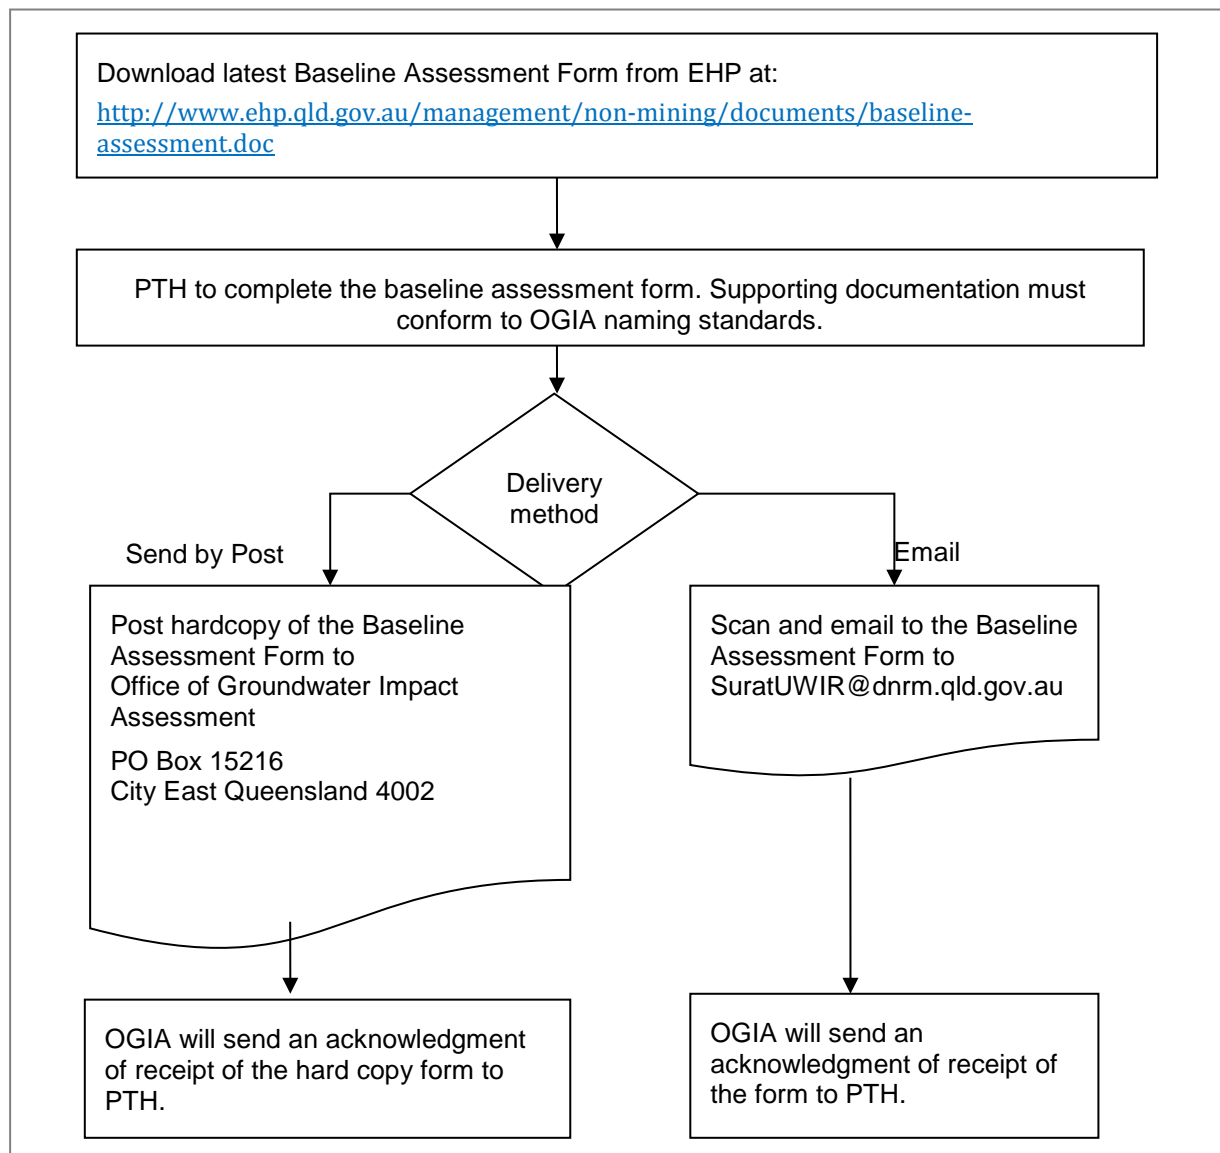 Download latest Baseline Assessment Form from EHP at:
http://www.ehp.qld.gov.au/management/non-mining/documents/baseline-
assessment.doc
PTH to complete the baseline assessment form. Supporting documentation must
conform to OGIA naming standards.
Delivery
method
Send by Post
Email
Post hardcopy of the Baseline
Assessment Form to
Office of Groundwater Impact
Assessment
PO Box 15216
City East Queensland 4002
Scan and email to the Baseline
Assessment Form to
SuratUWIR@dnrm.qld.gov.au
OGIA will send an acknowledgment
of receipt of the hard copy form to
PTH.
OGIA will send an
acknowledgment of receipt of
the form to PTH.